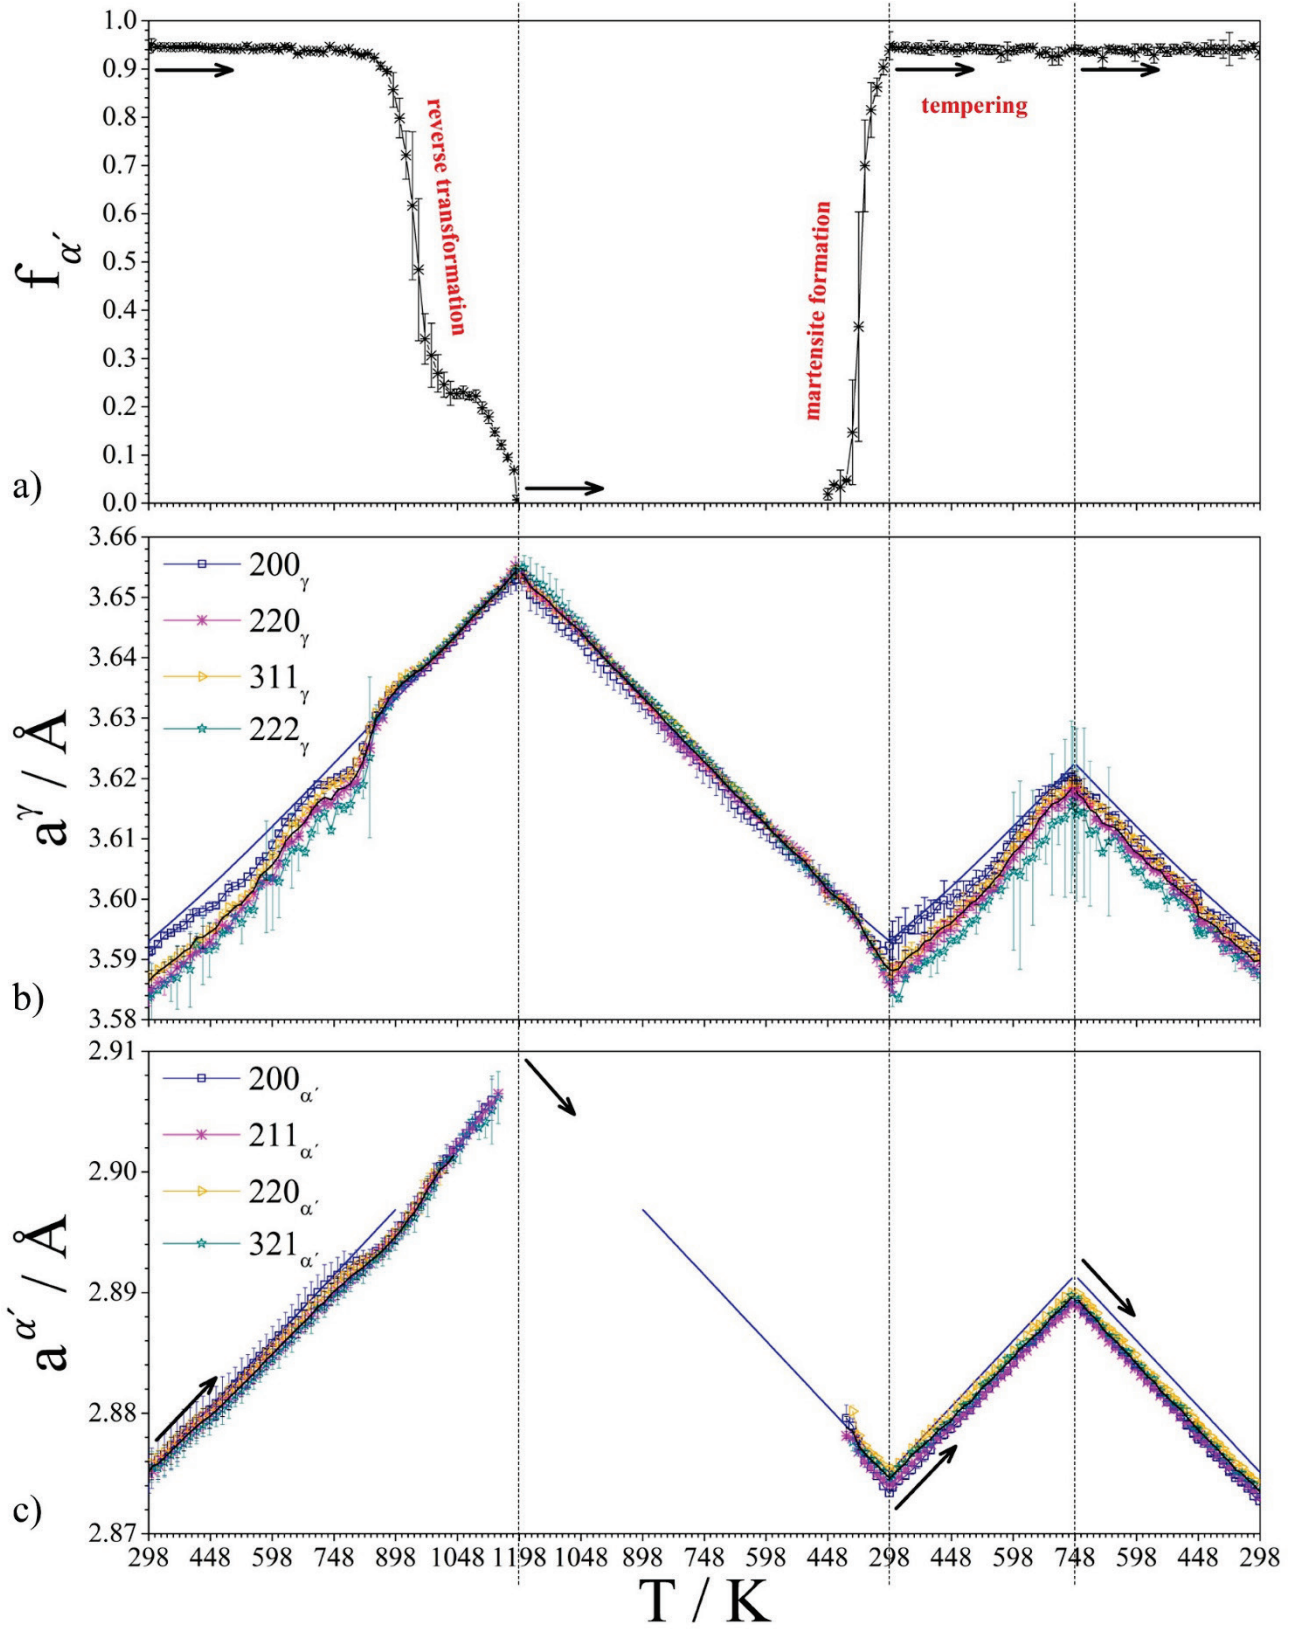 1.0
0.9
0.8
0.7
0.6
0.5
0.4
0.3
0.2
0.1
0.0
f α′
reverse transformation
martensite formation
tempering
a)
3.66
3.65
3.64
3.63
3.62
3.61
3.60
3.59
3.58
a^γ / Å
200γ
220γ
311γ
222γ
b)
2.91
2.90
2.89
2.88
2.87
a^α′ / Å
200α′
211α′
220α′
321α′
c)
298 448 598 748 898 1048 1198 1048 898 748 598 448 298 448 598 748 598 448 298
T / K